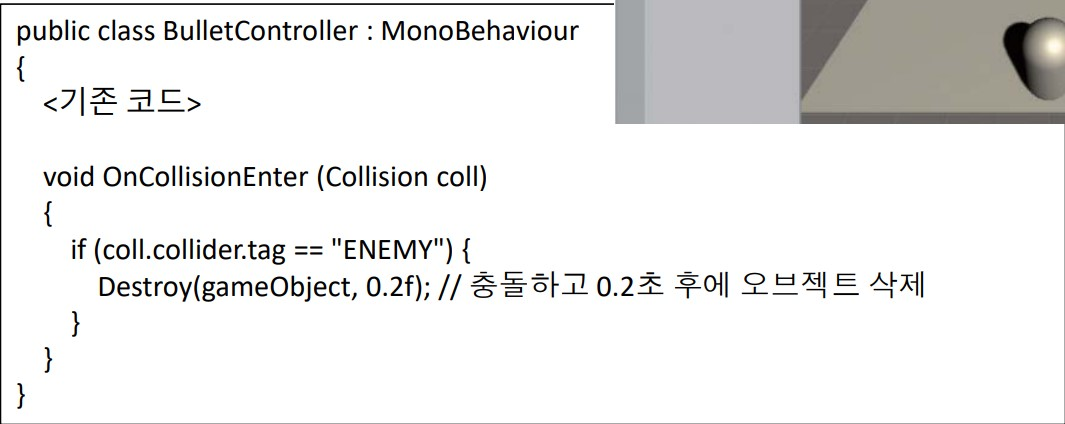 public class BulletController : MonoBehaviour
{
<기존 코드>
void OnCollisionEnter (Collision coll)
{
if (coll.collider.tag == "ENEMY") {
Destroy(gameObject, 0.2f); // 충돌하고 0.2초 후에 오브젝트 삭제
}
}
}